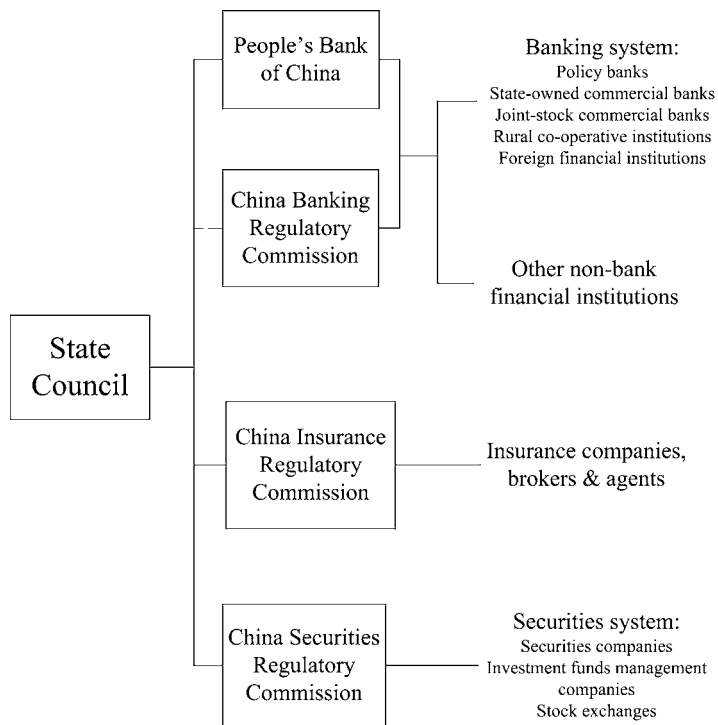 People's Bank
of China
Banking system:
Policy banks
State-owned commercial banks
Joint-stock commercial banks
Rural co-operative institutions
Foreign financial institutions
China Banking
Regulatory
Commission
Other non-bank
financial institutions
State
Council
China Insurance
Regulatory
Commission
Insurance companies,
brokers & agents
China Securities
Regulatory
Commission
Securities system:
Securities companies
Investment funds management
companies
Stock exchanges